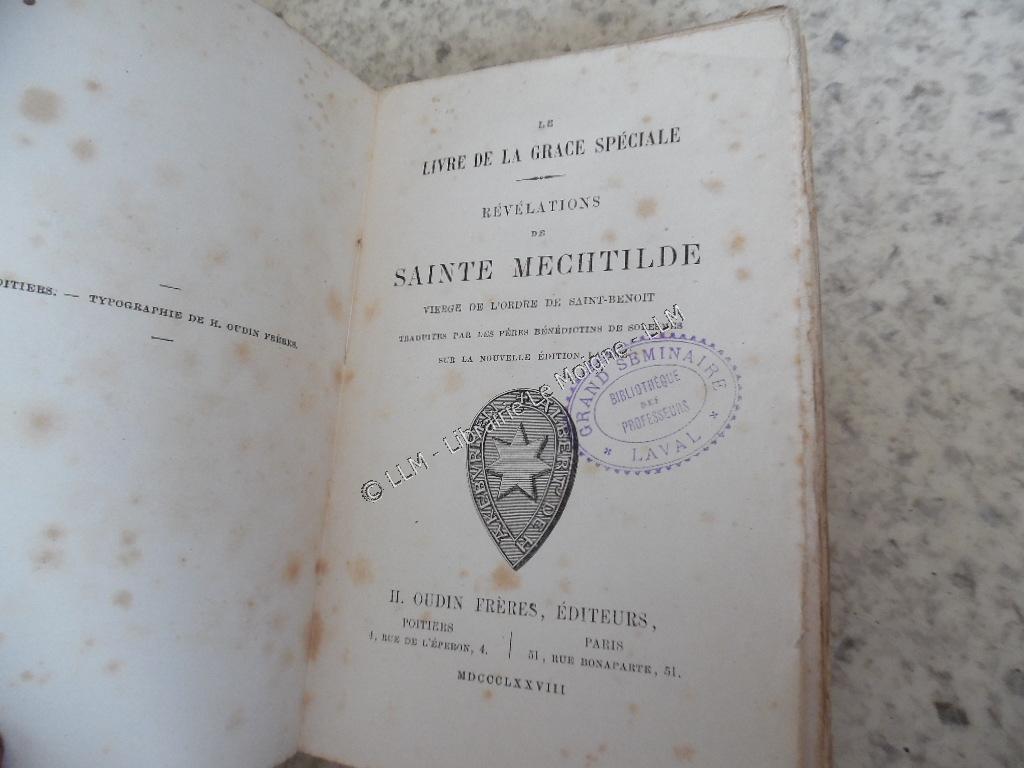 OITIERS. — TYPOGRAPHIE DE H. OUDIN FRÈRES.
LE
LIVRE DE LA GRACE SPÉCIALE
RÉVÉLATIONS
DE
SAINTE MECHTILDE
VIERGE DE L'ORDRE DE SAINT-BENOIT
TRADUITES PAR LES PÈRES BÉNÉDICTINS DE SOLESMES
SUR LA NOUVELLE ÉDITION
GRAND SEMINAIRE
BIBLIOTHÈQUE
DES
PROFESSEURS
* LAVAL *
© LLM - Librairie Le Moigne - LLM
H. OUDIN FRÈRES, ÉDITEURS,
POITIERS
4, RUE DE L'ÉPERON, 4.
PARIS
51, RUE BONAPARTE, 51.
MDCCCLXXVIII